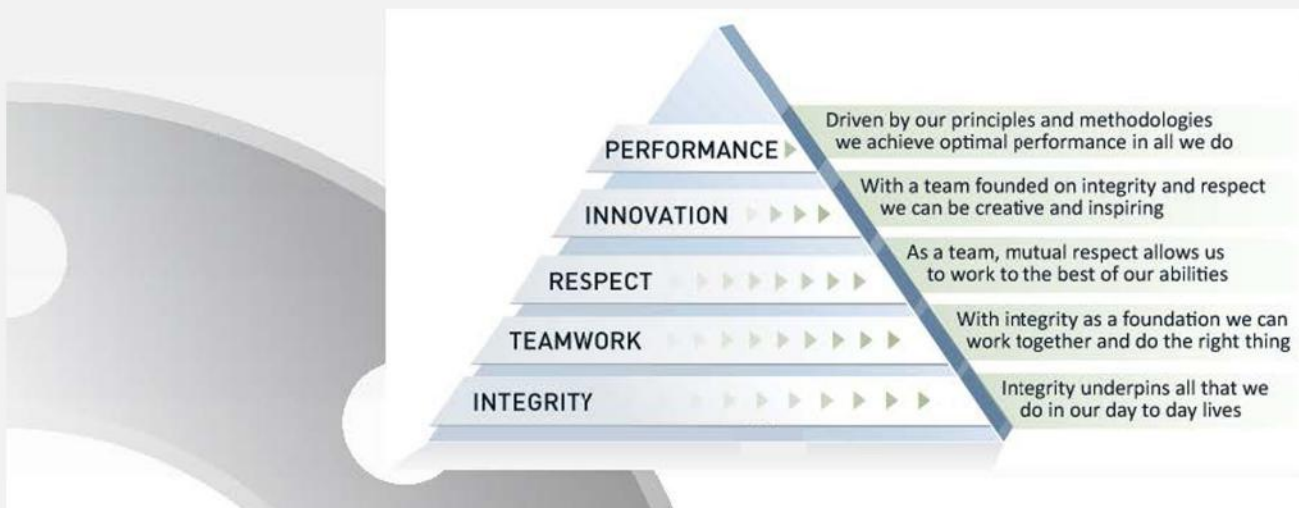 PERFORMANCE
Driven by our principles and methodologies
we achieve optimal performance in all we do
INNOVATION
With a team founded on integrity and respect
we can be creative and inspiring
RESPECT
As a team, mutual respect allows us
to work to the best of our abilities
TEAMWORK
With integrity as a foundation we can
work together and do the right thing
INTEGRITY
Integrity underpins all that we
do in our day to day lives